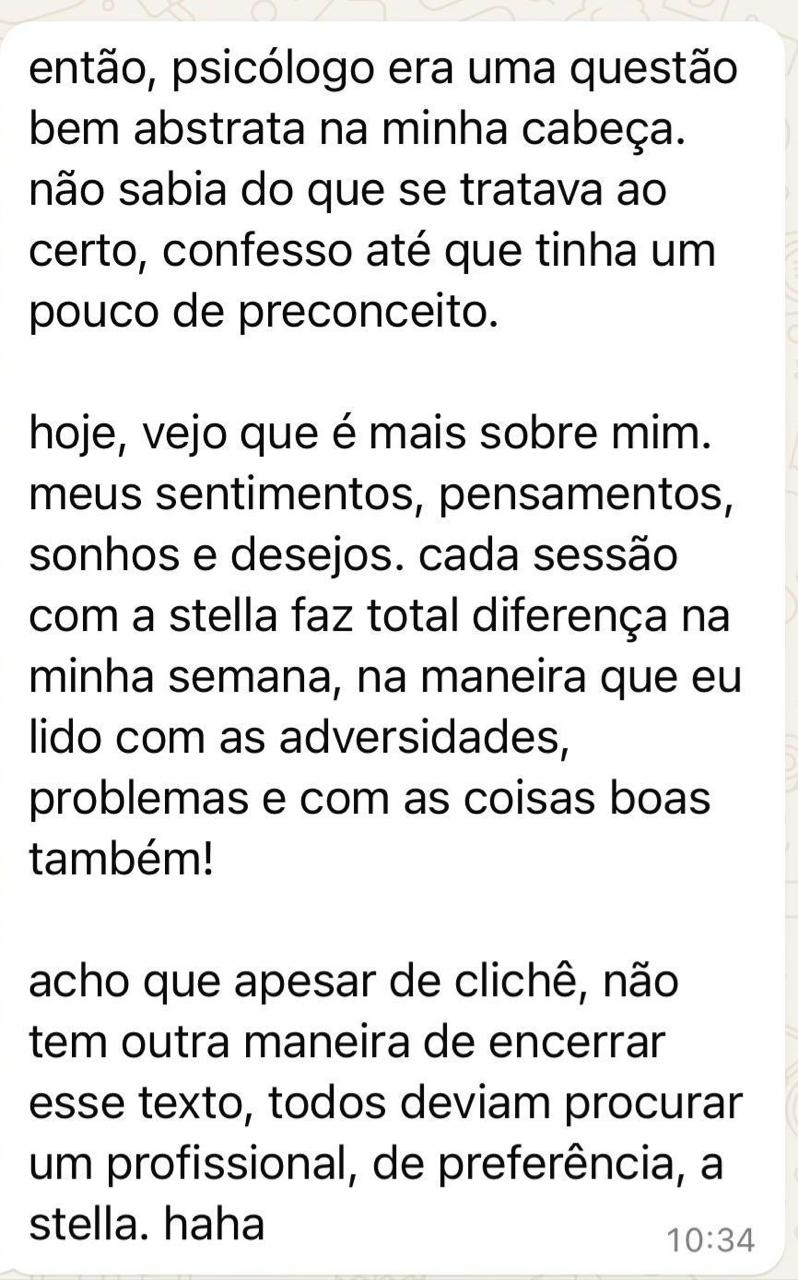 então, psicólogo era uma questão
bem abstrata na minha cabeça.
não sabia do que se tratava ao
certo, confesso até que tinha um
pouco de preconceito.
hoje, vejo que é mais sobre mim.
meus sentimentos, pensamentos,
sonhos e desejos. cada sessão
com a stella faz total diferença na
minha semana, na maneira que eu
lido com as adversidades,
problemas e com as coisas boas
também!
acho que apesar de clichê, não
tem outra maneira de encerrar
esse texto, todos deviam procurar
um profissional, de preferência, a
stella. haha
10:34